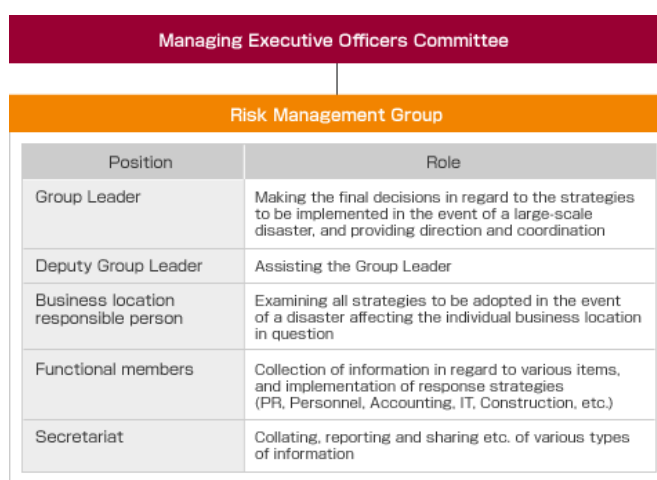 Managing Executive Officers Committee
Risk Management Group
Position Role
Group Leader
Making the final decisions in regard to the strategies
to be implemented in the event of a large-scale
disaster, and providing direction and coordination
Deputy Group Leader
Assisting the Group Leader
Business location
responsible person
Examining all strategies to be adopted in the event
of a disaster affecting the individual business location
in question
Functional members
Collection of information in regard to various items,
and implementation of response strategies
(PR, Personnel, Accounting, IT, Construction, etc.)
Secretariat
Collating, reporting and sharing etc. of various types
of information